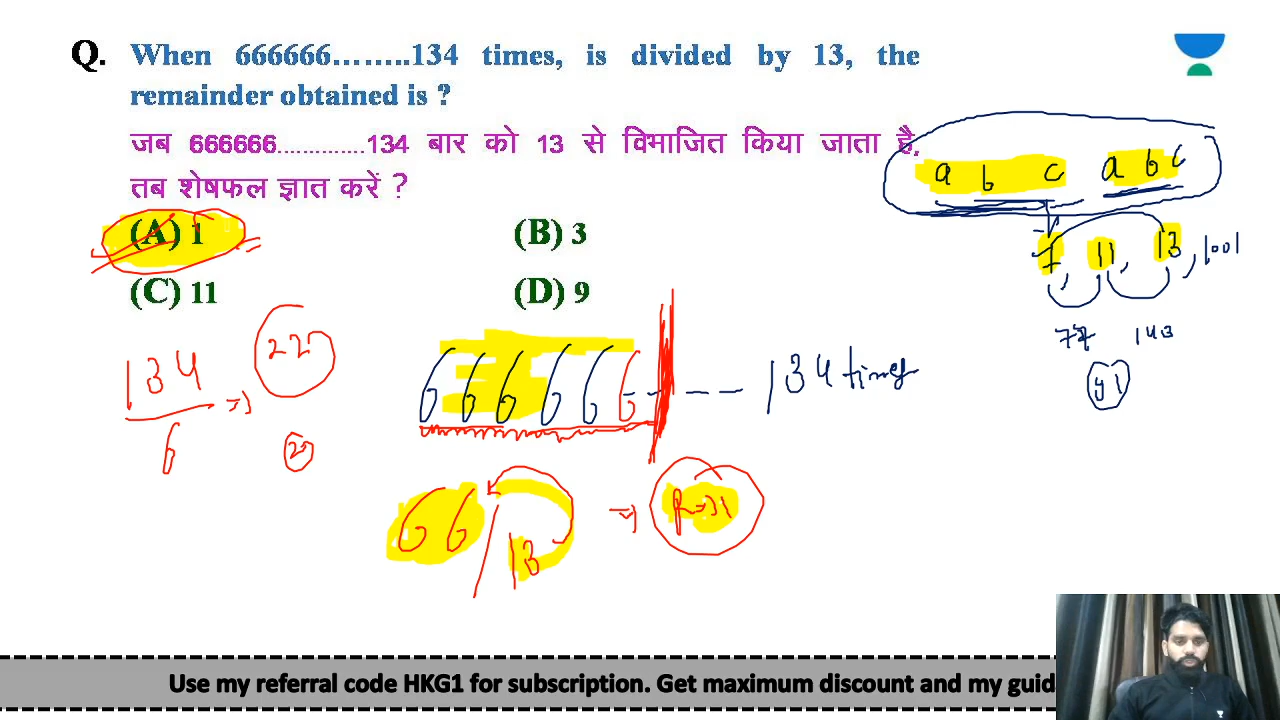 Q. When 666666……..134 times, is divided by 13, the
remainder obtained is ?
जब 666666..............134 बार को 13 से विभाजित किया जाता है,
तब शेषफल ज्ञात करें ?
(A) 1
(B) 3
(C) 11
(D) 9
a b c a b c
7, 11, 13, 1001
77 143
91
134
6
22
666666 - - - - 134 times
66/13 => R=>1
Use my referral code HKG1 for subscription. Get maximum discount and my guid